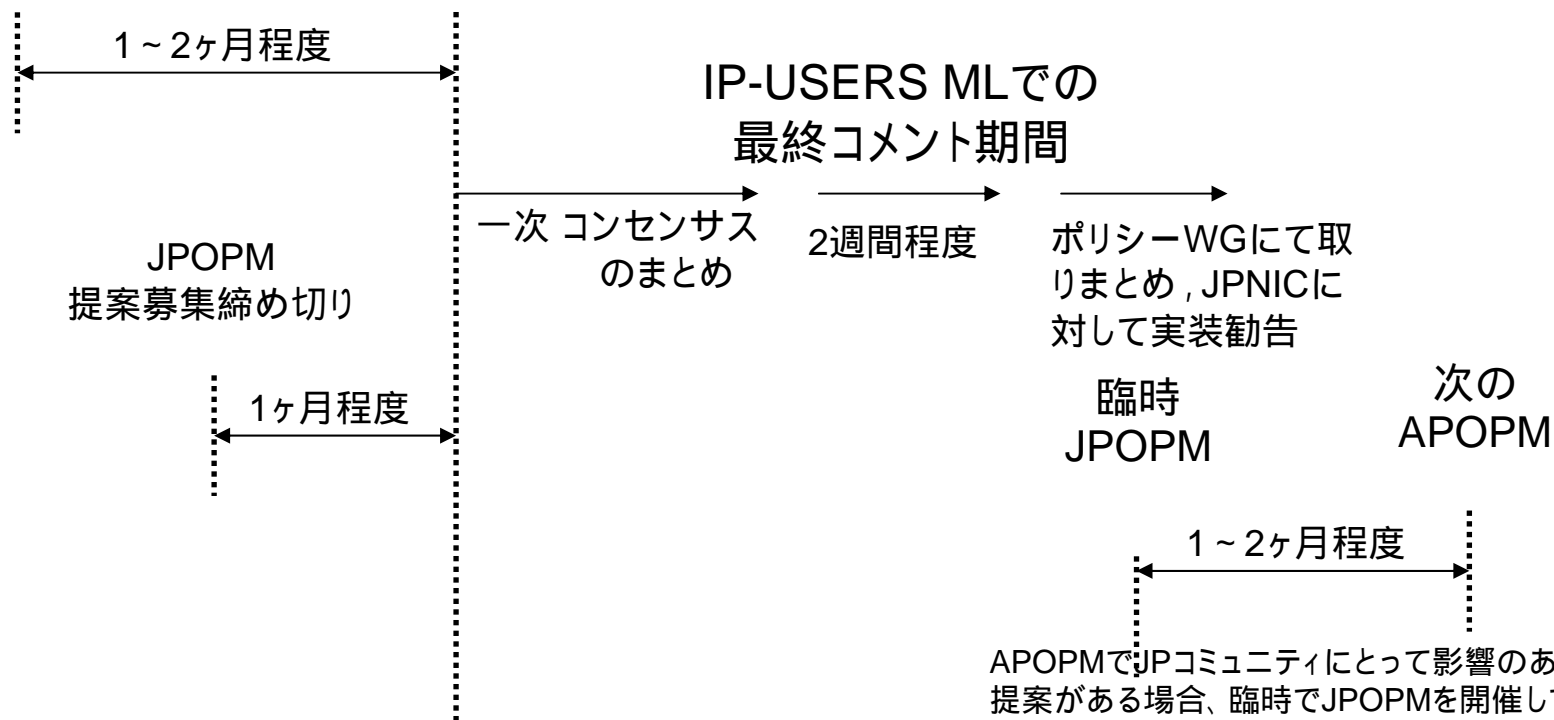 1~2ヶ月程度
IP-USERS MLでの
最終コメント期間
一次 コンセンサス
のまとめ
2週間程度
ポリシーWGにて取
りまとめ , JPNICに
対して実装勧告
JPOPM
提案募集締め切り
1ヶ月程度
臨時
JPOPM
次の
APOPM
1~2ヶ月程度
APOPMでJPコミュニティにとって影響のあ
提案がある場合、臨時でJPOPMを開催し